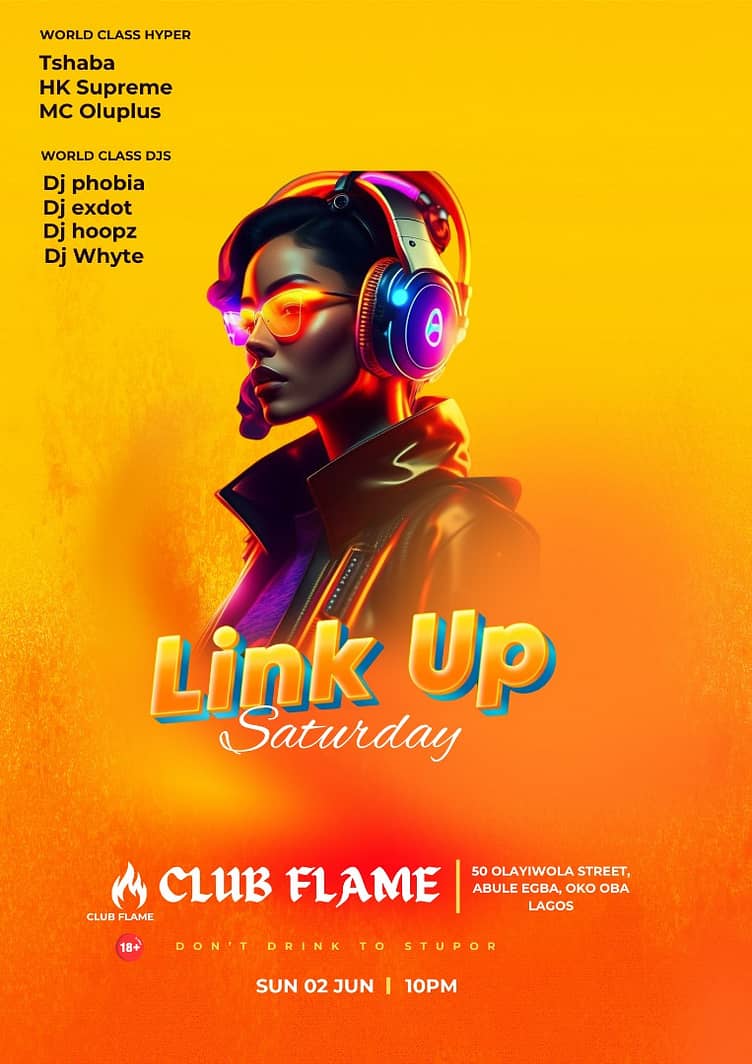 WORLD CLASS HYPER
Tshaba
HK Supreme
MC Oluplus
WORLD CLASS DJS
Dj phobia
Dj exdot
Dj hoopz
Dj Whyte
Link Up
Saturday
CLUB FLAME
CLUB FLAME
50 OLAYIWOLA STREET,
ABULE EGBA, OKO OBA
LAGOS
18+
DON'T DRINK TO STUPOR
SUN 02 JUN | 10PM